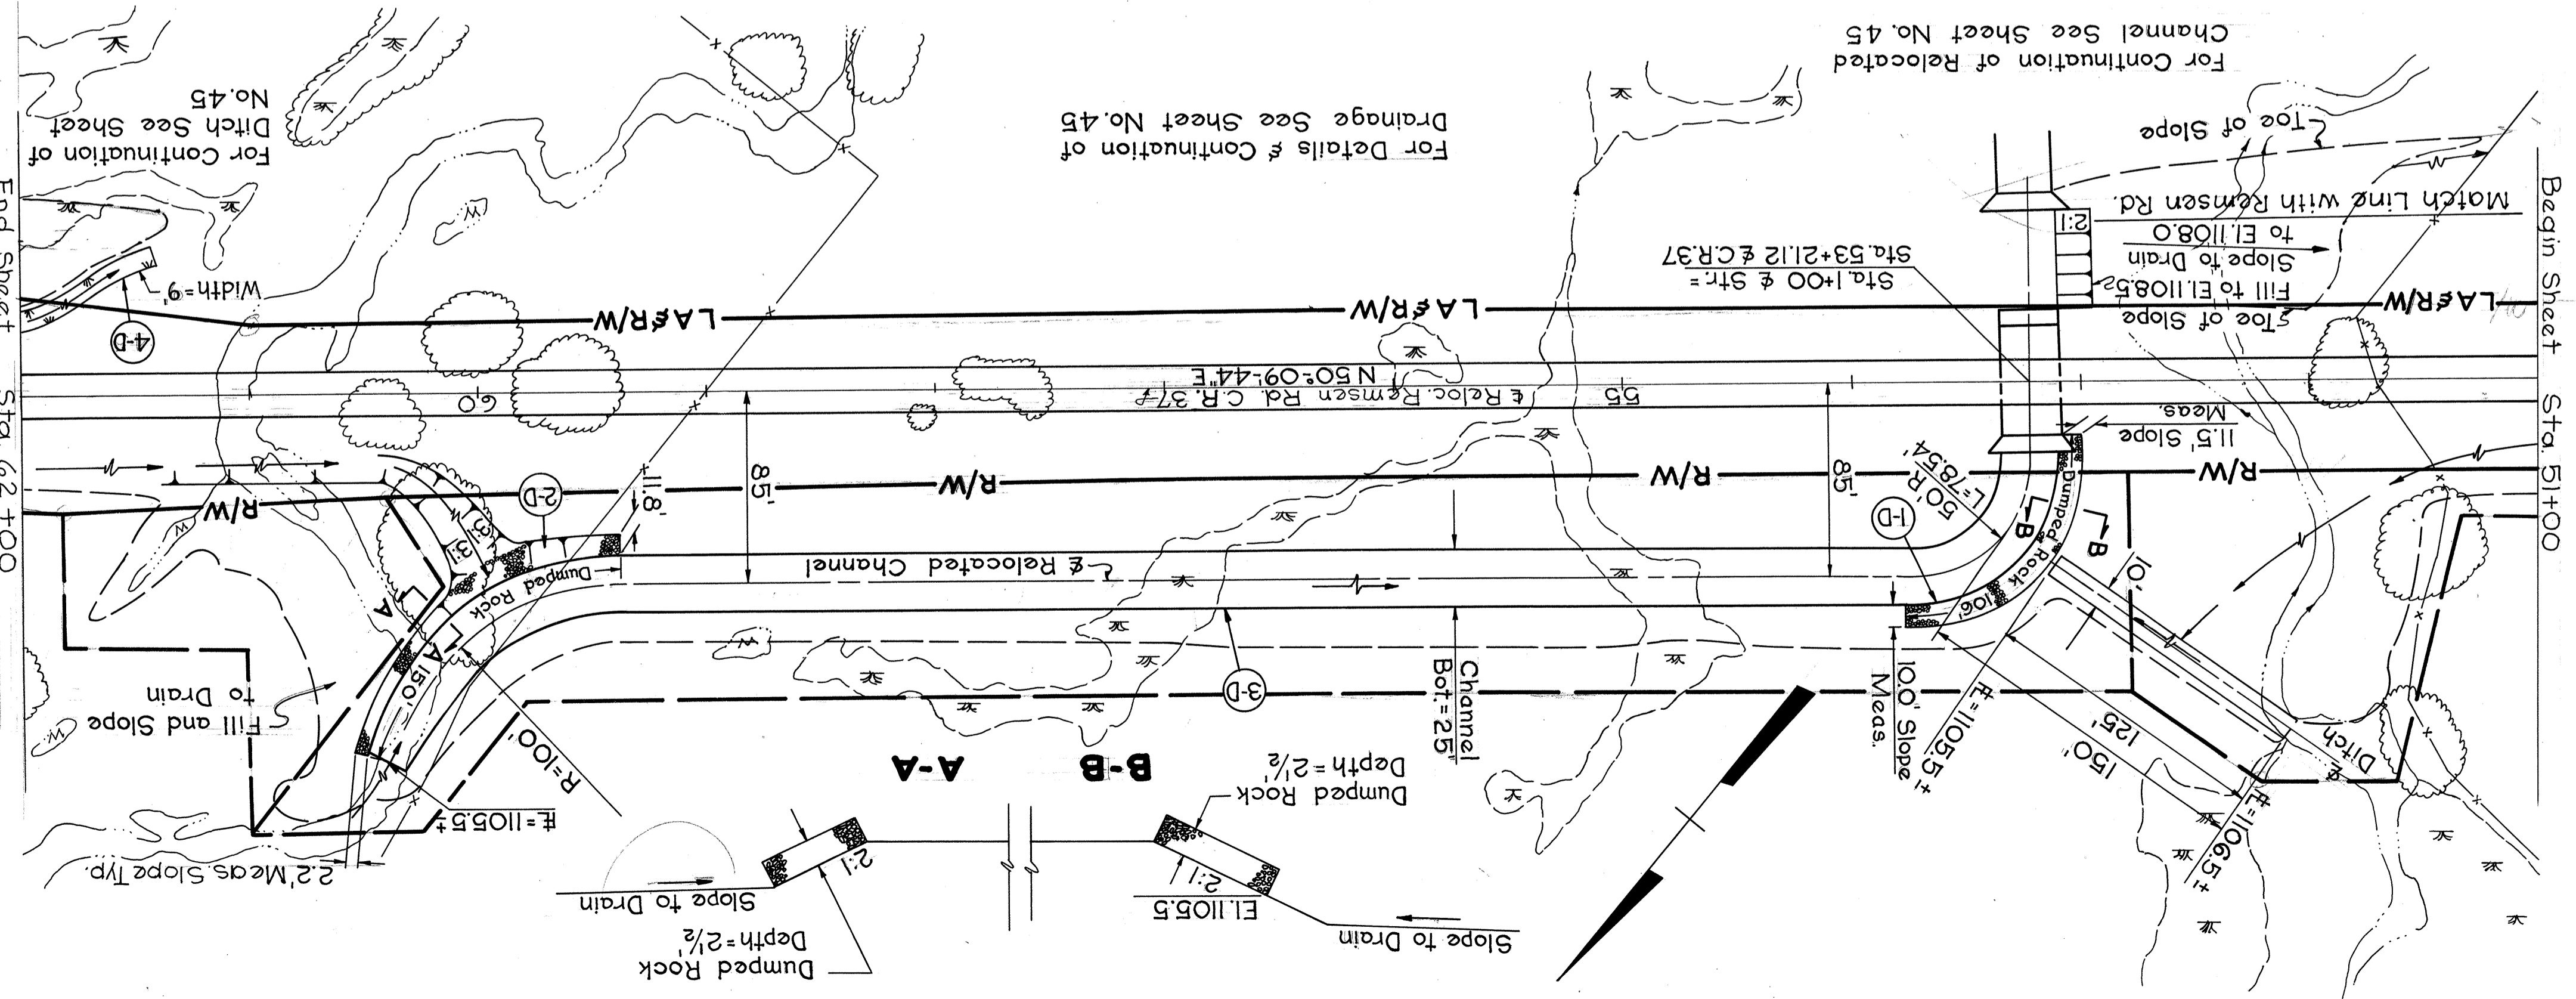 Slope to Drain
El. 1105.5
2:1
Dumped Rock
Depth = 2½'
B-B
Dumped Rock
Depth = 2½'
Slope to Drain
2:1
A-A
2.2' Meas. Slope Typ.
₣L = 1106.5±
150'
125'
₣L = 1105.5±
Ditch
10'
10.0' Slope
Meas.
Channel
Bot. = 25'
3-D
R=100'
₣L = 1105.5±
Fill and Slope
to Drain
106'
Dumped Rock
B
B
1-D
50' R
L=78.54'
85'
℄ Relocated Channel
85'
Dumped Rock
150'
A
A
3:1
3:1
2-D
11.8'
R/W
R/W
R/W
R/W
11.5' Slope
Meas.
55
℄ Reloc. Remsen Rd. C.R. 37
N 50°-09'-44" E
60
LA & R/W
LA & R/W
LA & R/W
Toe of Slope
Fill to El. 1108.5
Slope to Drain
to El. 1108.0
Match Line with Remsen Rd.
2:1
Sta. 1+00 ℄ Str. =
Sta. 53+21.12 ℄ C.R. 37
4-D
Width = 9'
Toe of Slope
For Continuation of Relocated
Channel See Sheet No. 45
For Details & Continuation of
Drainage See Sheet No. 45
For Continuation of
Ditch See Sheet
No. 45
Begin Sheet Sta. 51+00
End Sheet Sta. 62+00